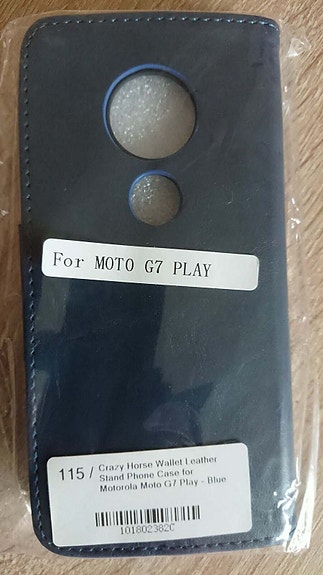 For MOTO G7 PLAY
115 / Crazy Horse Wallet Leather
Stand Phone Case for
Motorola Moto G7 Play - Blue
101802382C